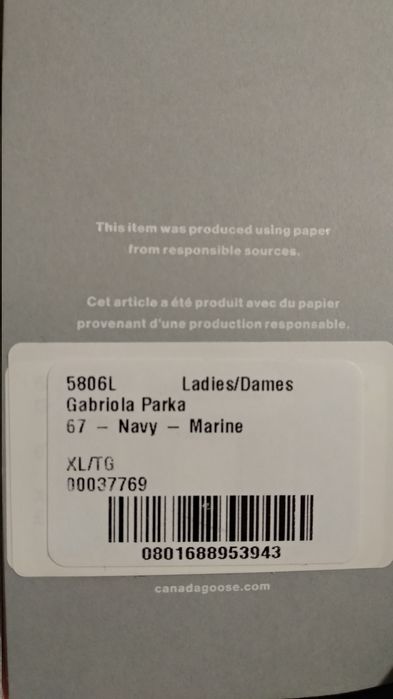 This item was produced using paper
from responsible sources.
Cet article a été produit avec du papier
provenant d'une production responsable.
5806L Ladies/Dames
Gabriola Parka
67 – Navy – Marine
XL/TG
00037769
0801688953943
canadagoose.com